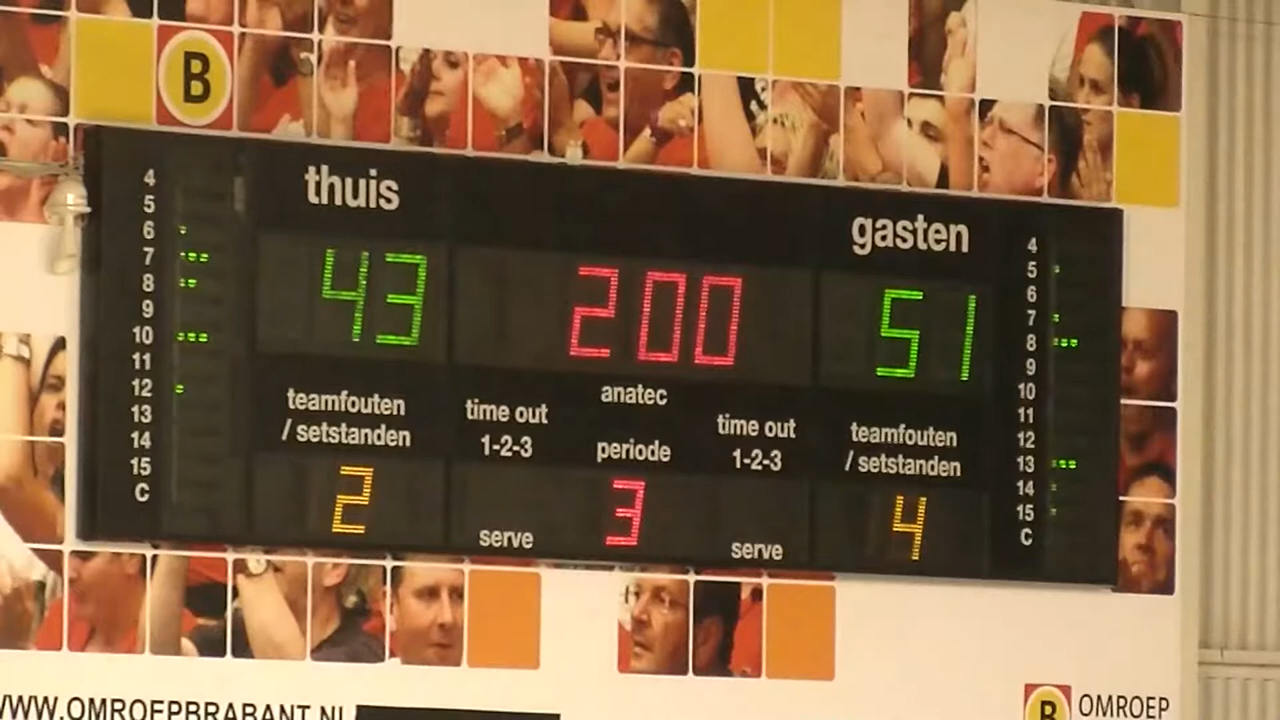 B
thuis
gasten
43
200
51
4
5
6
7
8
9
10
11
12
13
14
15
C
4
5
6
7
8
9
10
11
12
13
14
15
C
anatec
teamfouten
/ setstanden
time out
1-2-3
periode
time out
1-2-3
teamfouten
/ setstanden
2
serve
3
serve
4
WWW.OMROEPBRABANT.NL
B OMROEP